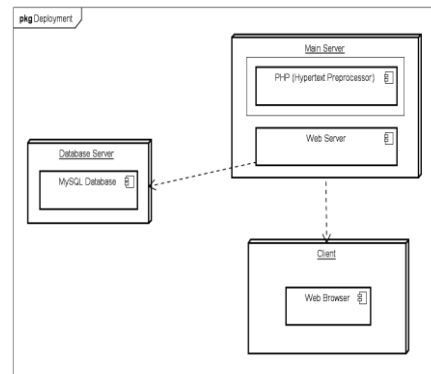 pkg Deployment
Main Server
PHP (Hypertext Preprocessor)
Web Server
Database Server
MySQL Database
Client
Web Browser